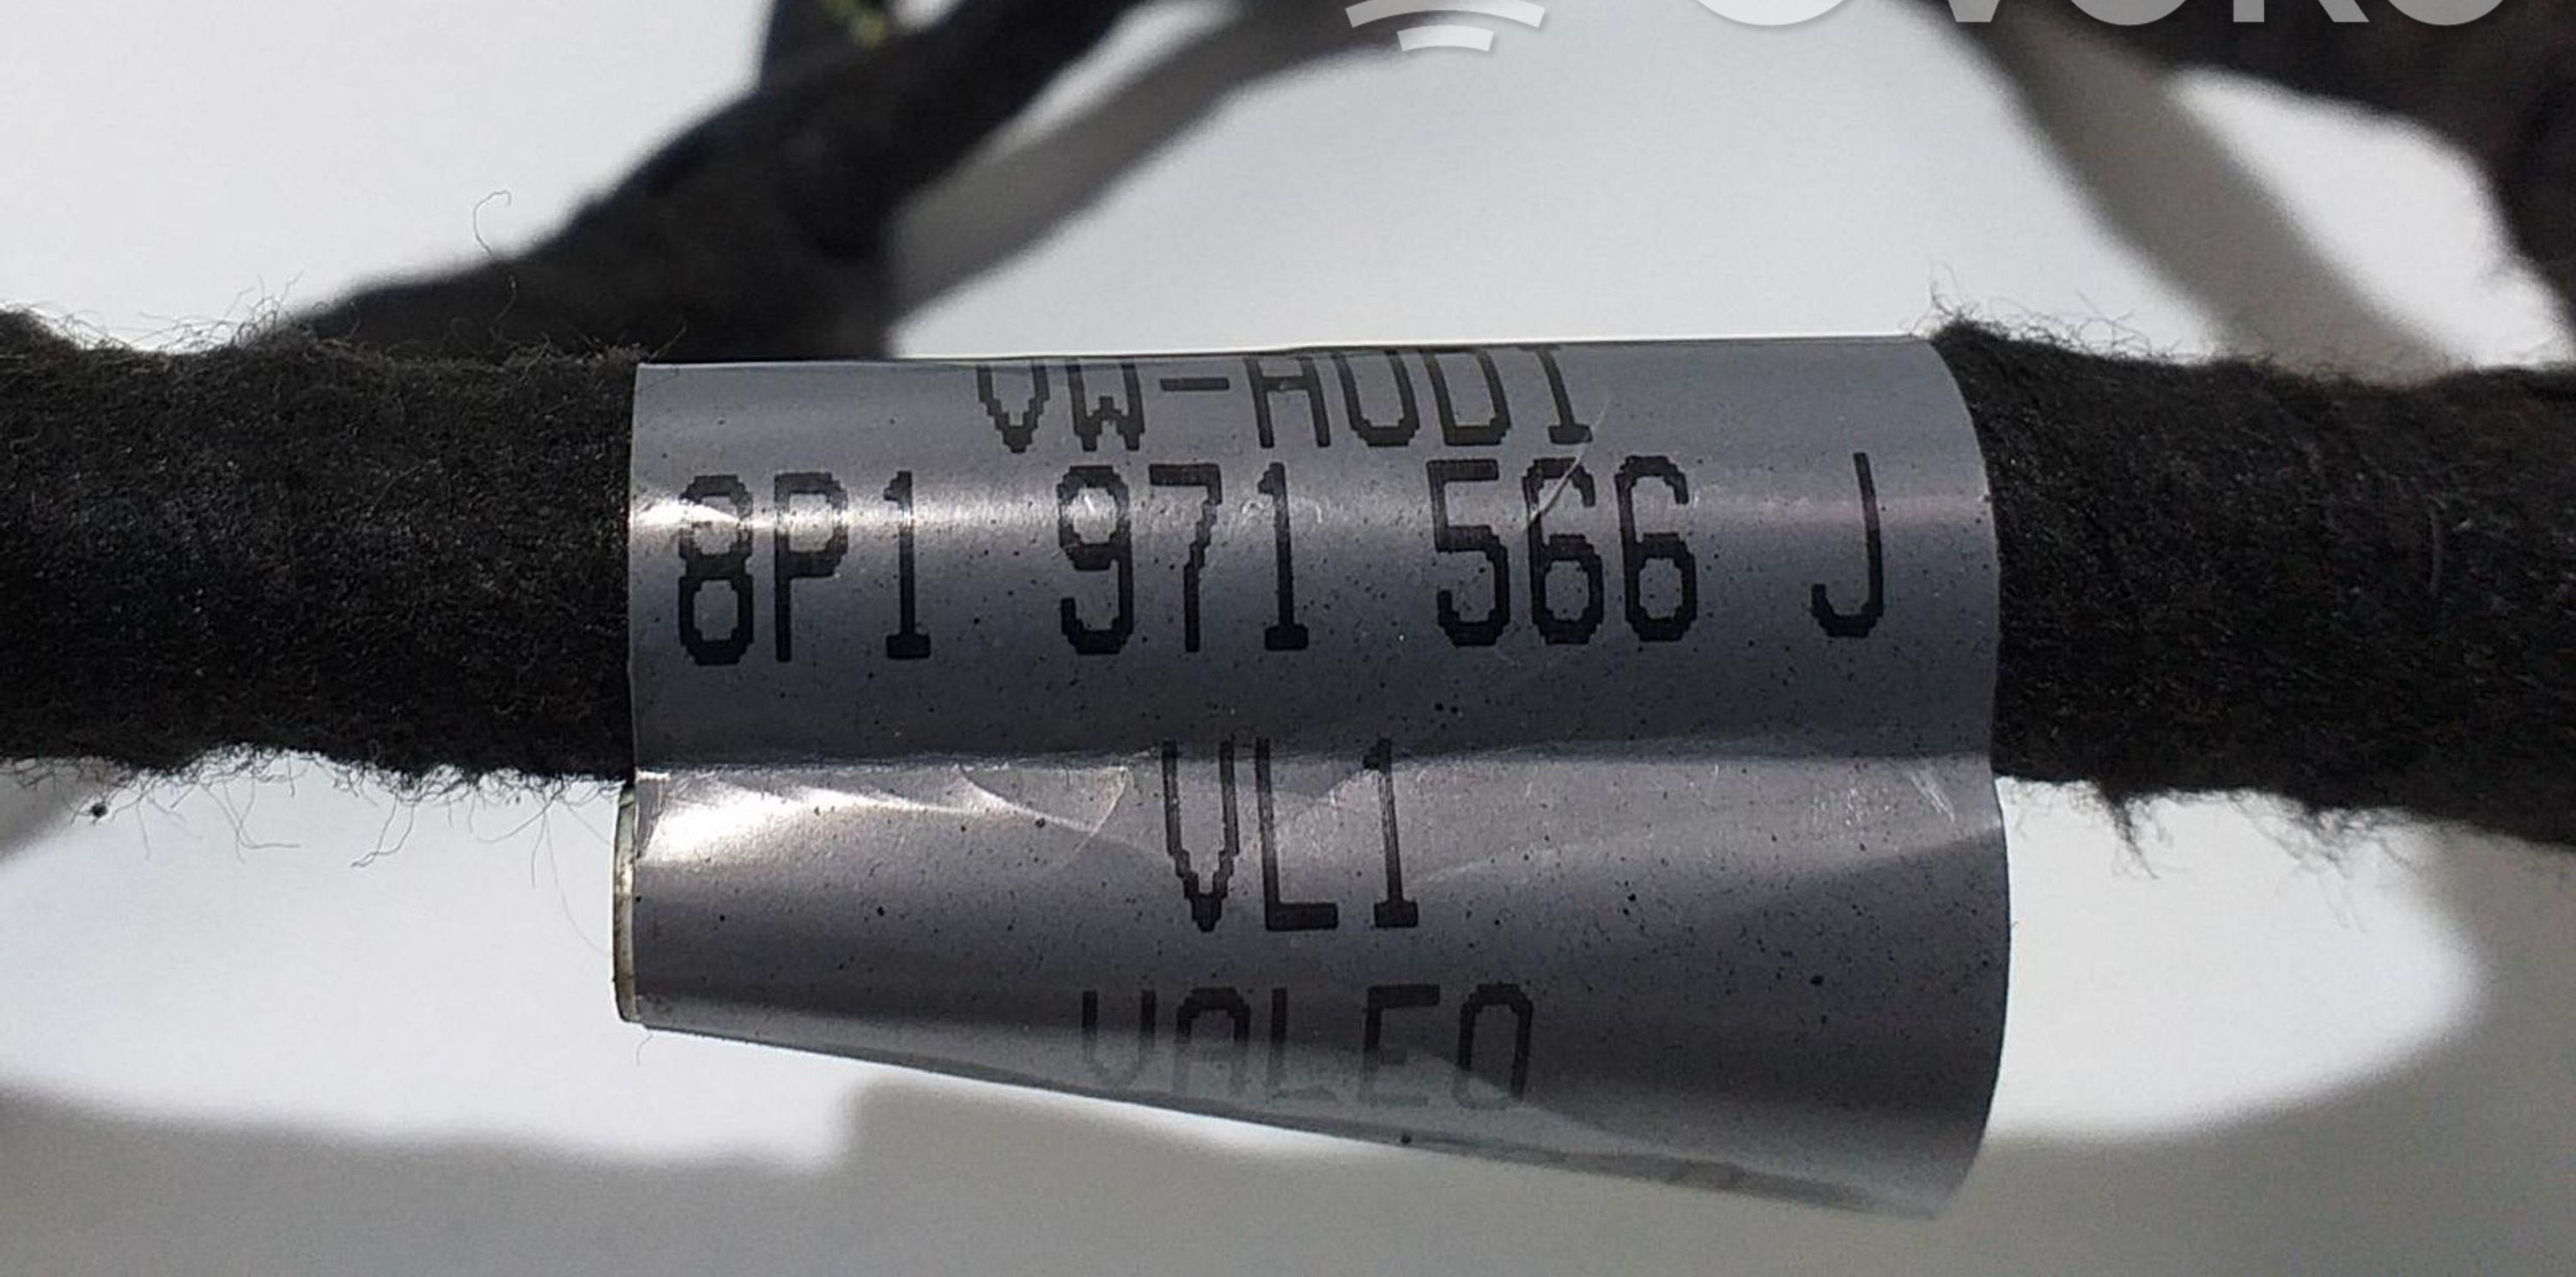 VW-AUDI
8P1 971 566 J
VL1
VALEO